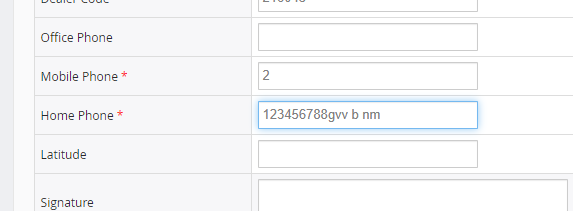 Office Phone
Mobile Phone * 2
Home Phone * 123456788gvv b nm
Latitude
Signature